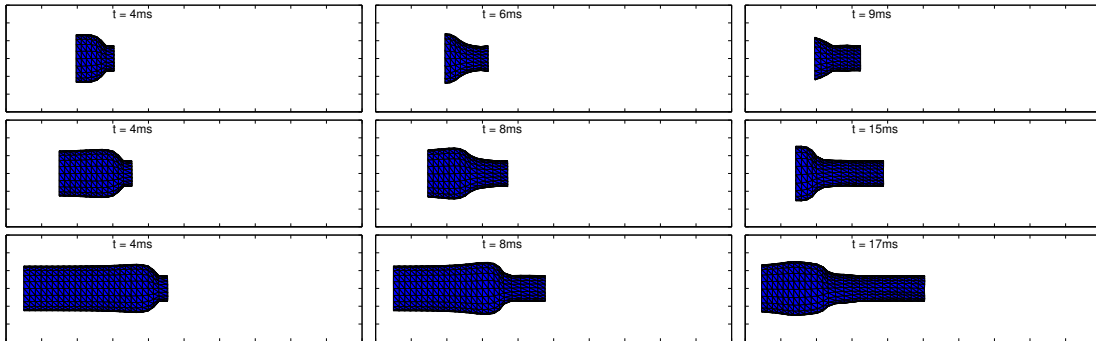 t = 4ms
t = 6ms
t = 9ms
t = 4ms
t = 8ms
t = 15ms
t = 4ms
t = 8ms
t = 17ms